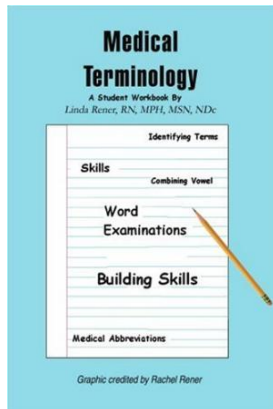 Medical
Terminology
A Student Workbook By
Linda Rener, RN, MPH, MSN, NDc
Identifying Terms
Skills
Combining Vowel
Word
Examinations
Building Skills
Medical Abbreviations
Graphic credited by Rachel Rener